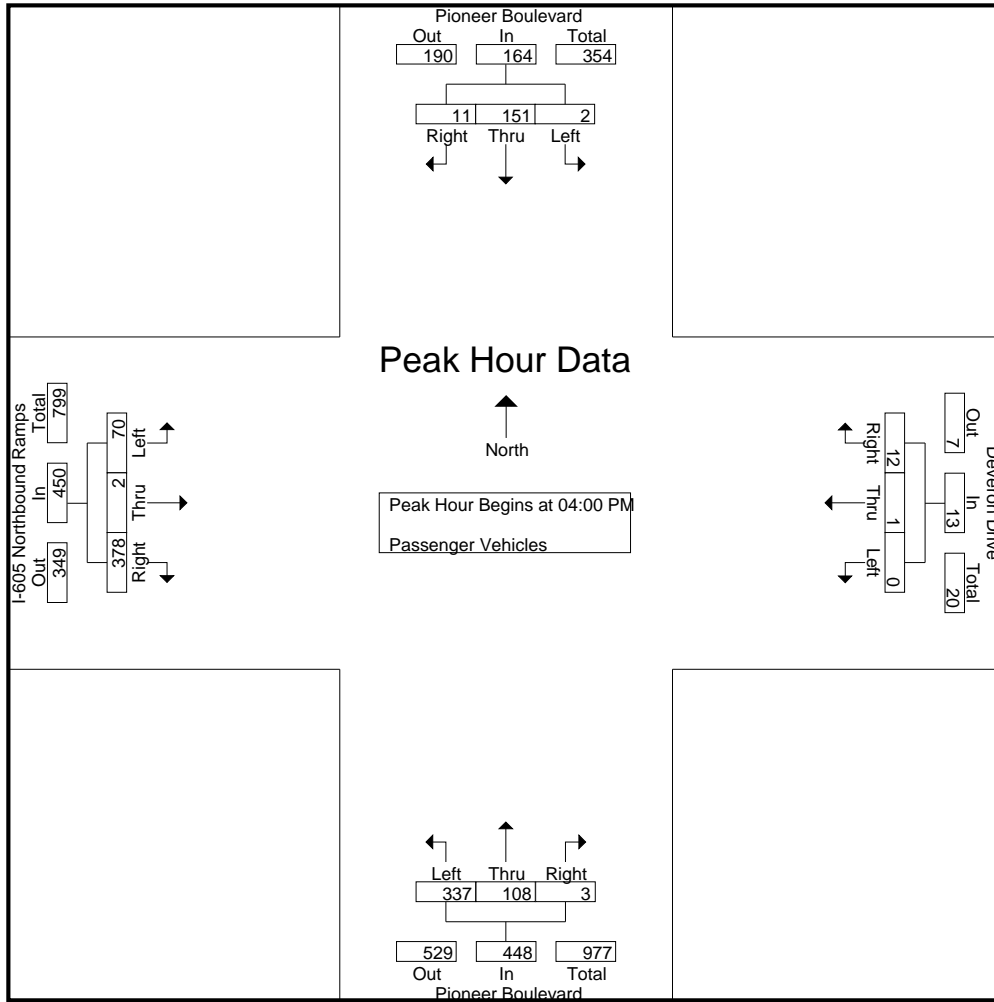 Pioneer Boulevard
Out In Total
190 164 354
11 151 2
Right Thru Left
Peak Hour Data
North
Peak Hour Begins at 04:00 PM
Passenger Vehicles
I-605 Northbound Ramps
Total In Out
799 450 349
70 2 378
Left Thru Right
Deveron Drive
Out In Total
7 13 20
12 1 0
Right Thru Left
Left Thru Right
337 108 3
529 448 977
Out In Total
Pioneer Boulevard